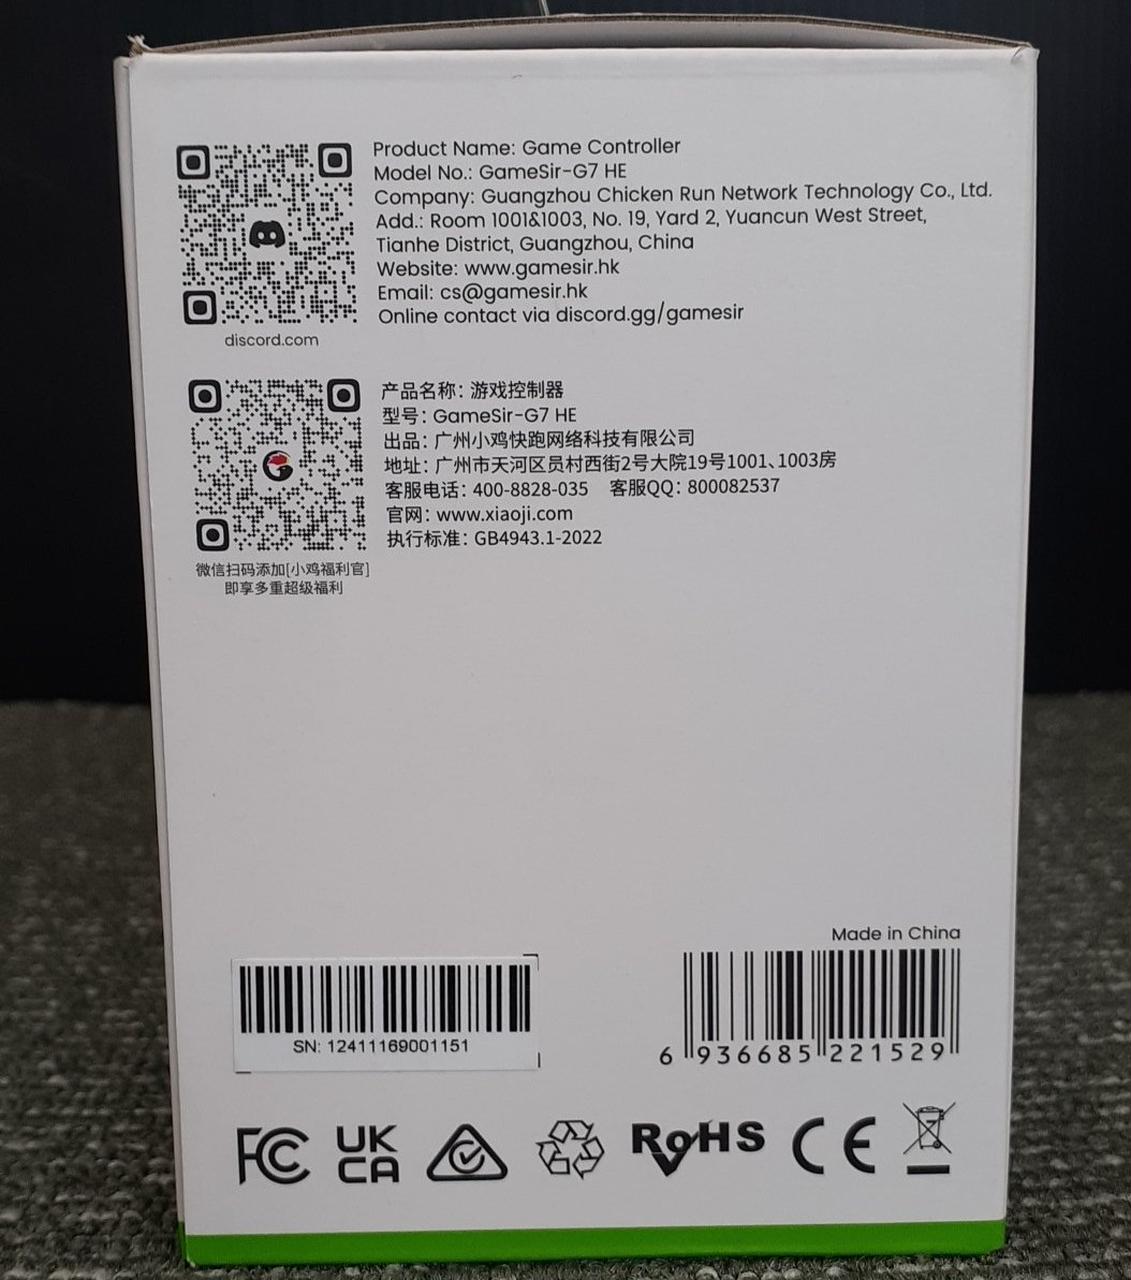 Product Name: Game Controller
Model No.: GameSir-G7 HE
Company: Guangzhou Chicken Run Network Technology Co., Ltd.
Add.: Room 1001&1003, No. 19, Yard 2, Yuancun West Street,
Tianhe District, Guangzhou, China
Website: www.gamesir.hk
Email: cs@gamesir.hk
Online contact via discord.gg/gamesir
discord.com
产品名称：游戏控制器
型号：GameSir-G7 HE
出品：广州小鸡快跑网络科技有限公司
地址：广州市天河区员村西街2号大院19号1001、1003房
客服电话：400-8828-035 客服QQ：800082537
官网：www.xiaoji.com
执行标准：GB4943.1-2022
微信扫码添加[小鸡福利官]
即享多重超级福利
Made in China
SN: 12411169001151
6 936685 221529
FC UK CA RoHS CE